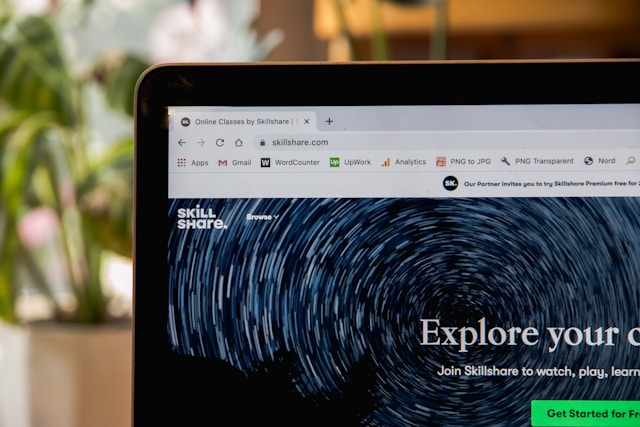 SK. Online Classes by Skillshare | S
skillshare.com
Apps Gmail W WordCounter Up UpWork Analytics PNG to JPG PNG Transparent Nord
SK. Our Partner invites you to try Skillshare Premium free for
SKILL
SHARE.
Browse
Explore your c
Join Skillshare to watch, play, learn
Get Started for Fr